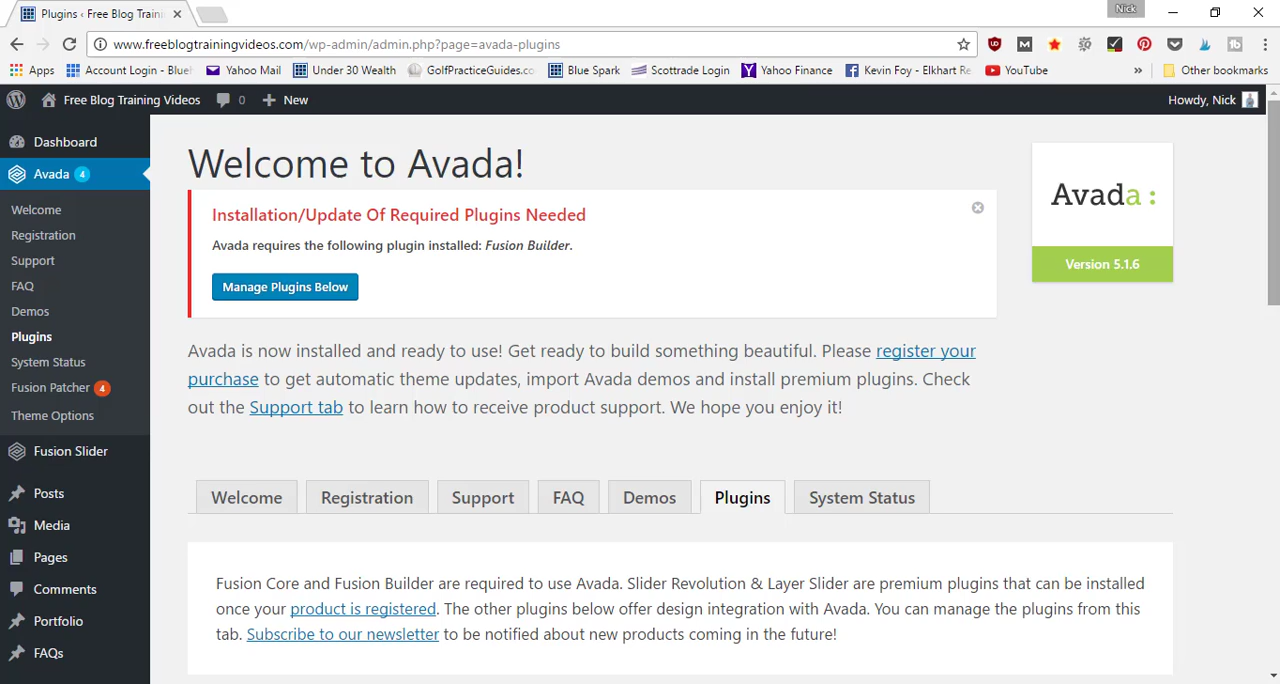 Plugins < Free Blog Traini
Nick
www.freeblogtrainingvideos.com/wp-admin/admin.php?page=avada-plugins
Apps
Account Login - Blue
Yahoo Mail
Under 30 Wealth
GolfPracticeGuides.co
Blue Spark
Scottrade Login
Yahoo Finance
Kevin Foy - Elkhart Re
YouTube
»
Other bookmarks
Free Blog Training Videos
0
New
Howdy, Nick
Dashboard
Avada 4
Welcome
Registration
Support
FAQ
Demos
Plugins
System Status
Fusion Patcher 4
Theme Options
Fusion Slider
Posts
Media
Pages
Comments
Portfolio
FAQs
Welcome to Avada!
Installation/Update Of Required Plugins Needed
Avada requires the following plugin installed: Fusion Builder.
Manage Plugins Below
Avada :
Version 5.1.6
Avada is now installed and ready to use! Get ready to build something beautiful. Please register your
purchase to get automatic theme updates, import Avada demos and install premium plugins. Check
out the Support tab to learn how to receive product support. We hope you enjoy it!
Welcome
Registration
Support
FAQ
Demos
Plugins
System Status
Fusion Core and Fusion Builder are required to use Avada. Slider Revolution & Layer Slider are premium plugins that can be installed
once your product is registered. The other plugins below offer design integration with Avada. You can manage the plugins from this
tab. Subscribe to our newsletter to be notified about new products coming in the future!